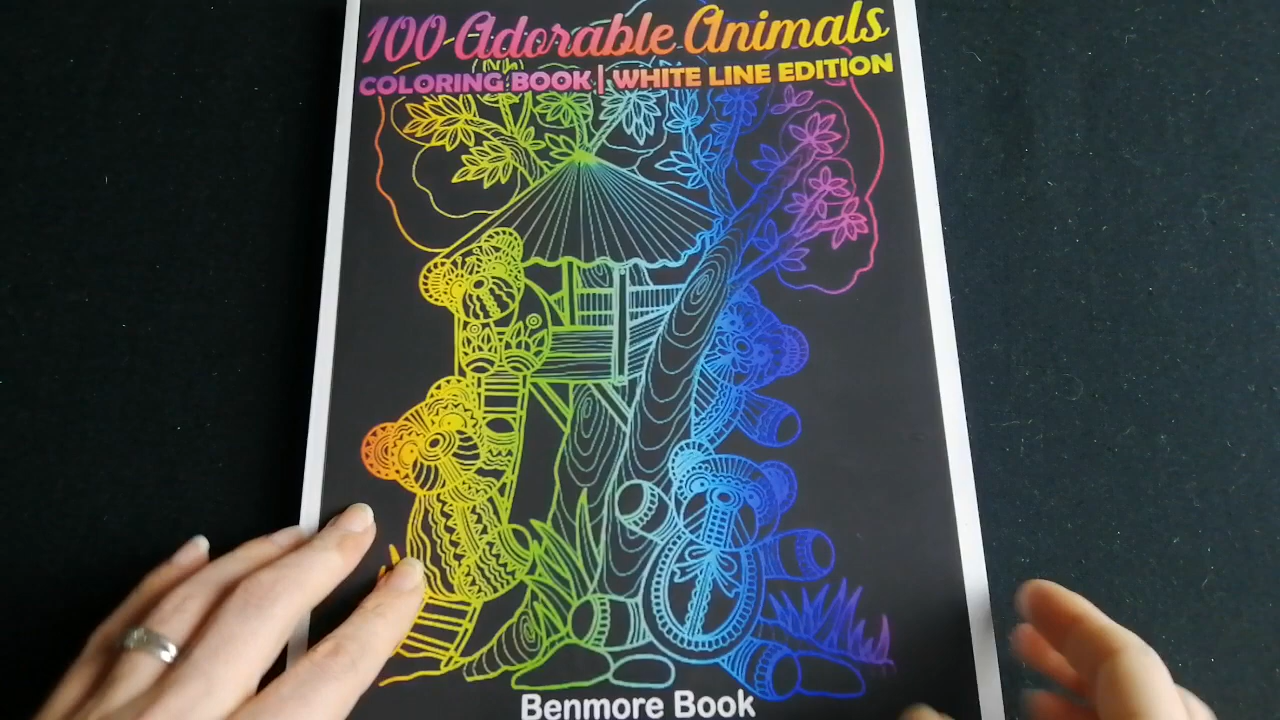 100 Adorable Animals
COLORING BOOK | WHITE LINE EDITION
Benmore Book